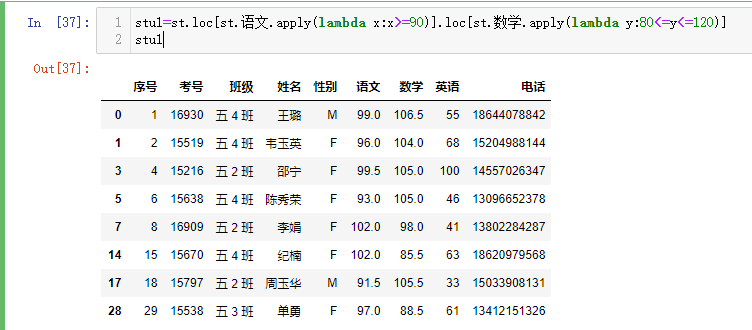 In [37]:
1 stu1=st.loc[st.语文.apply(lambda x:x>=90)].loc[st.数学.apply(lambda y:80<=y<=120)]
2 stu1
Out[37]:
序号 考号 班级 姓名 性别 语文 数学 英语 电话
0 1 16930 五 4 班 王璐 M 99.0 106.5 55 18644078842
1 2 15519 五 4 班 韦玉英 F 96.0 104.0 68 15204988144
3 4 15216 五 2 班 邵宁 F 99.5 105.0 100 14557026347
5 6 15638 五 4 班 陈秀荣 F 93.0 105.0 46 13096652378
7 8 16909 五 2 班 李娟 F 102.0 98.0 41 13802284287
14 15 15670 五 4 班 纪楠 F 102.0 85.5 63 18620979568
17 18 15797 五 2 班 周玉华 M 91.5 105.5 33 15033908131
28 29 15538 五 3 班 单勇 F 97.0 88.5 61 13412151326